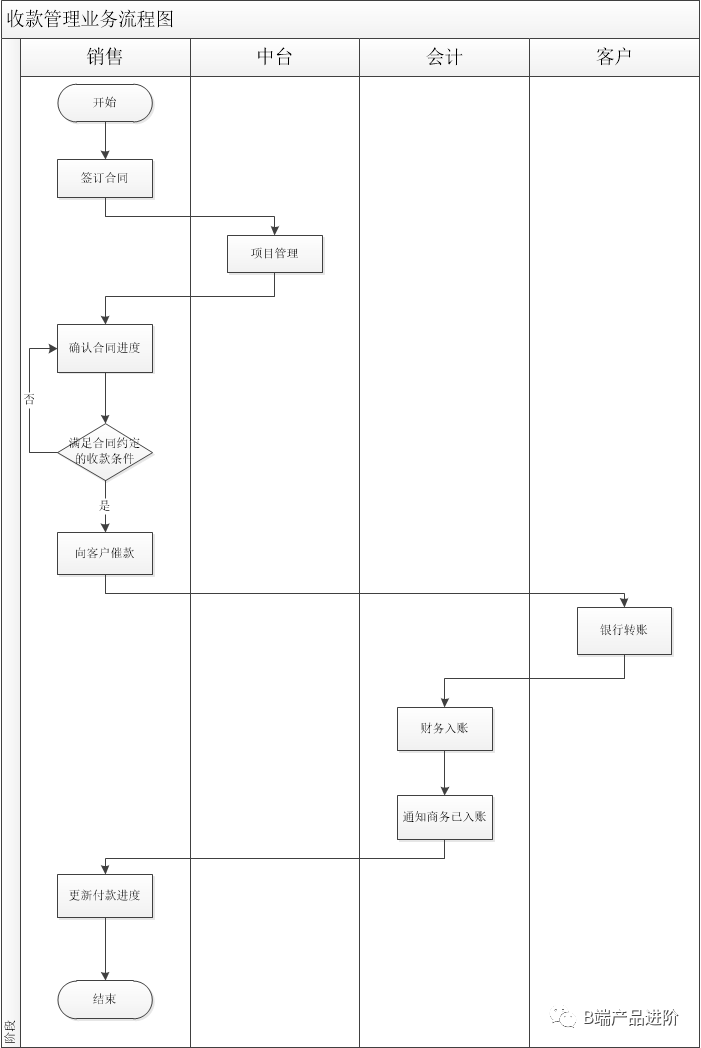 收款管理业务流程图
销售
中台
会计
客户
开始
签订合同
项目管理
确认合同进度
否
满足合同约定
的收款条件
是
向客户催款
银行转账
财务入账
通知商务已入账
更新付款进度
结束
阶段
B端产品进阶